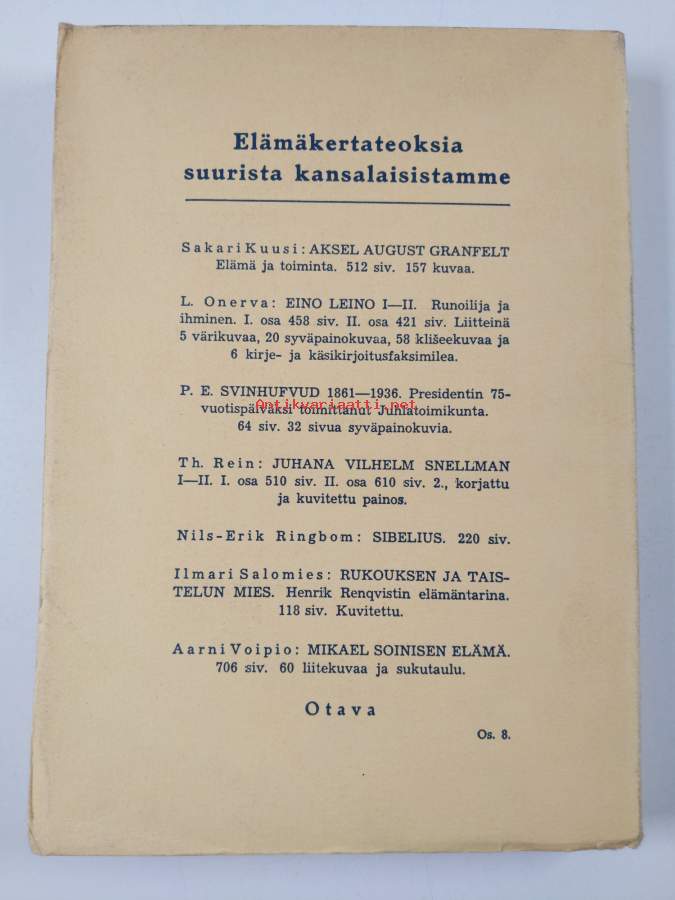 Elämäkertateoksia
suurista kansalaisistamme
Sakari Kuusi: AKSEL AUGUST GRANFELT
Elämä ja toiminta. 512 siv. 157 kuvaa.
L. Onerva: EINO LEINO I—II. Runoilija ja
ihminen. I. osa 458 siv. II. osa 421 siv. Liitteinä
5 värikuvaa, 20 syväpainokuvaa, 58 klišeekuvaa ja
6 kirje- ja käsikirjoitusfaksimilea.
P. E. SVINHUFVUD 1861—1936. Presidentin 75-
Antikvariaatti.net
vuotispäiväksi toimittanut Juhlatoimikunta.
64 siv. 32 sivua syväpainokuvia.
Th. Rein: JUHANA VILHELM SNELLMAN
I—II. I. osa 510 siv. II. osa 610 siv. 2., korjattu
ja kuvitettu painos.
Nils-Erik Ringbom: SIBELIUS. 220 siv.
Ilmari Salomies: RUKOUKSEN JA TAIS-
TELUN MIES. Henrik Renqvistin elämäntarina.
118 siv. Kuvitettu.
Aarni Voipio: MIKAEL SOINISEN ELÄMÄ.
706 siv. 60 liitekuvaa ja sukutaulu.
Otava
Os. 8.